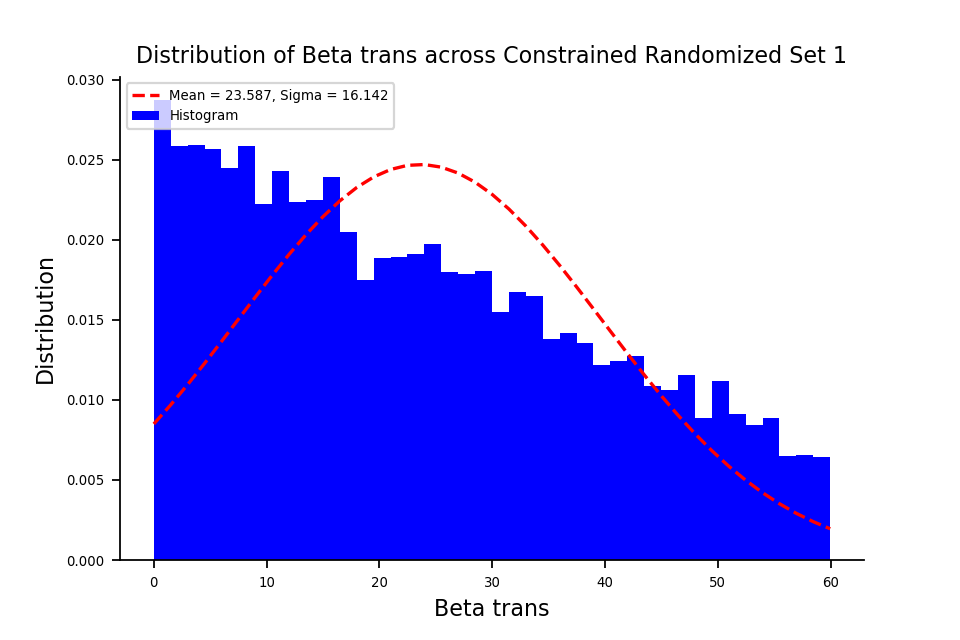 Distribution of Beta trans across Constrained Randomized Set 1
0.030
Mean = 23.587, Sigma = 16.142
Histogram
0.025
0.020
0.015
0.010
0.005
0.000
Distribution
0 10 20 30 40 50 60
Beta trans